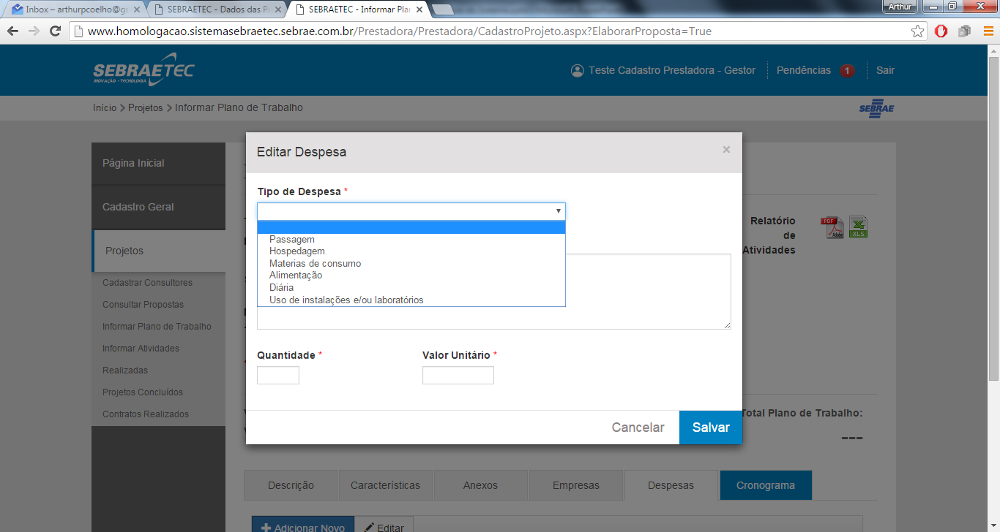 Inbox – arthurpcoelho@g
SEBRAETEC - Dados das P
SEBRAETEC - Informar Pla
Arthur
www.homologacao.sistemasebraetec.sebrae.com.br/Prestadora/Prestadora/CadastroProjeto.aspx?ElaborarProposta=True
SEBRAETEC
INOVAÇÃO - TECNOLOGIA
Teste Cadastro Prestadora - Gestor
Pendências 1
Sair
Início > Projetos > Informar Plano de Trabalho
SEBRAE
Página Inicial
Cadastro Geral
Projetos
Cadastrar Consultores
Consultar Propostas
Informar Plano de Trabalho
Informar Atividades
Realizadas
Projetos Concluídos
Contratos Realizados
Editar Despesa
×
Tipo de Despesa *
Passagem
Hospedagem
Materias de consumo
Alimentação
Diária
Uso de instalações e/ou laboratórios
Quantidade *
Valor Unitário *
Cancelar
Salvar
Relatório
de
Atividades
PDF
Adobe
XLS
Total Plano de Trabalho:
---
Descrição
Características
Anexos
Empresas
Despesas
Cronograma
Adicionar Novo
Editar